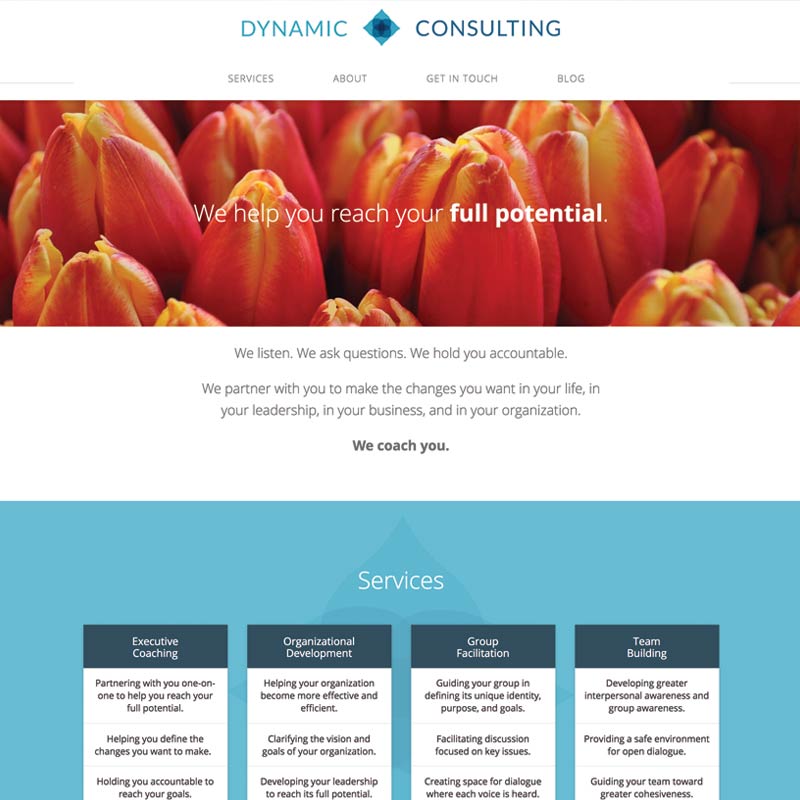 DYNAMIC CONSULTING
SERVICES ABOUT GET IN TOUCH BLOG
We help you reach your full potential.
We listen. We ask questions. We hold you accountable.
We partner with you to make the changes you want in your life, in
your leadership, in your business, and in your organization.
We coach you.
Services
Executive
Coaching
Partnering with you one-on-
one to help you reach your
full potential.
Helping you define the
changes you want to make.
Holding you accountable to
reach your goals.
Organizational
Development
Helping your organization
become more effective and
efficient.
Clarifying the vision and
goals of your organization.
Developing your leadership
to reach its full potential.
Group
Facilitation
Guiding your group in
defining its unique identity,
purpose, and goals.
Facilitating discussion
focused on key issues.
Creating space for dialogue
where each voice is heard.
Team
Building
Developing greater
interpersonal awareness and
group awareness.
Providing a safe environment
for open dialogue.
Guiding your team toward
greater cohesiveness.